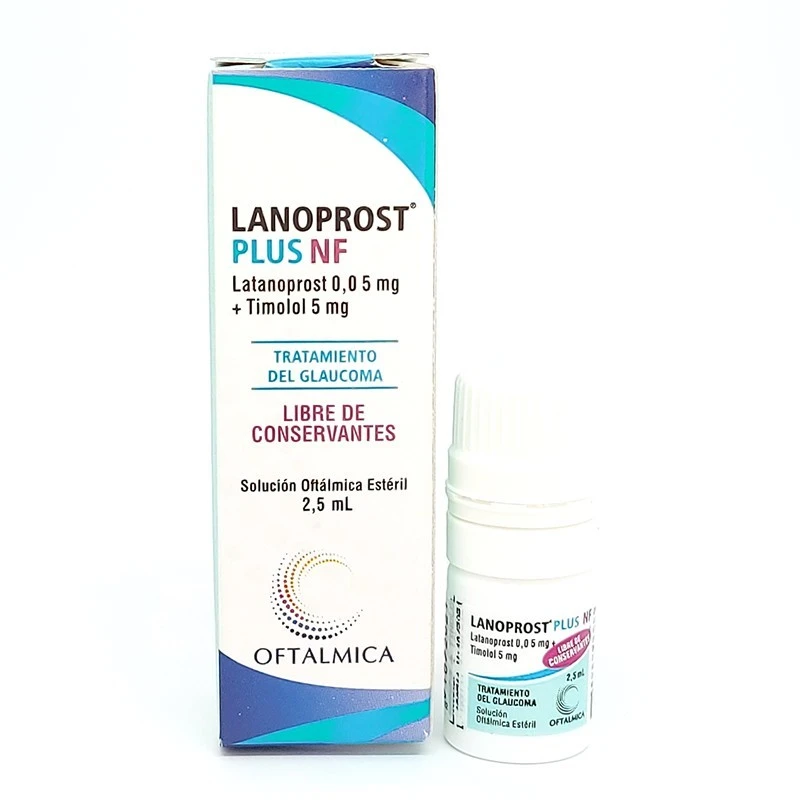 LANOPROST®
PLUS NF
Latanoprost 0,0 5 mg
+ Timolol 5 mg
TRATAMIENTO
DEL GLAUCOMA
LIBRE DE
CONSERVANTES
Solución Oftálmica Estéril
2,5 mL
OFTALMICA
LANOPROST® PLUS NF
Latanoprost 0,0 5 mg +
Timolol 5 mg
LIBRE DE
CONSERVANTES
2,5 mL
TRATAMIENTO
DEL GLAUCOMA
Solución
Oftálmica Estéril
OFTALMICA